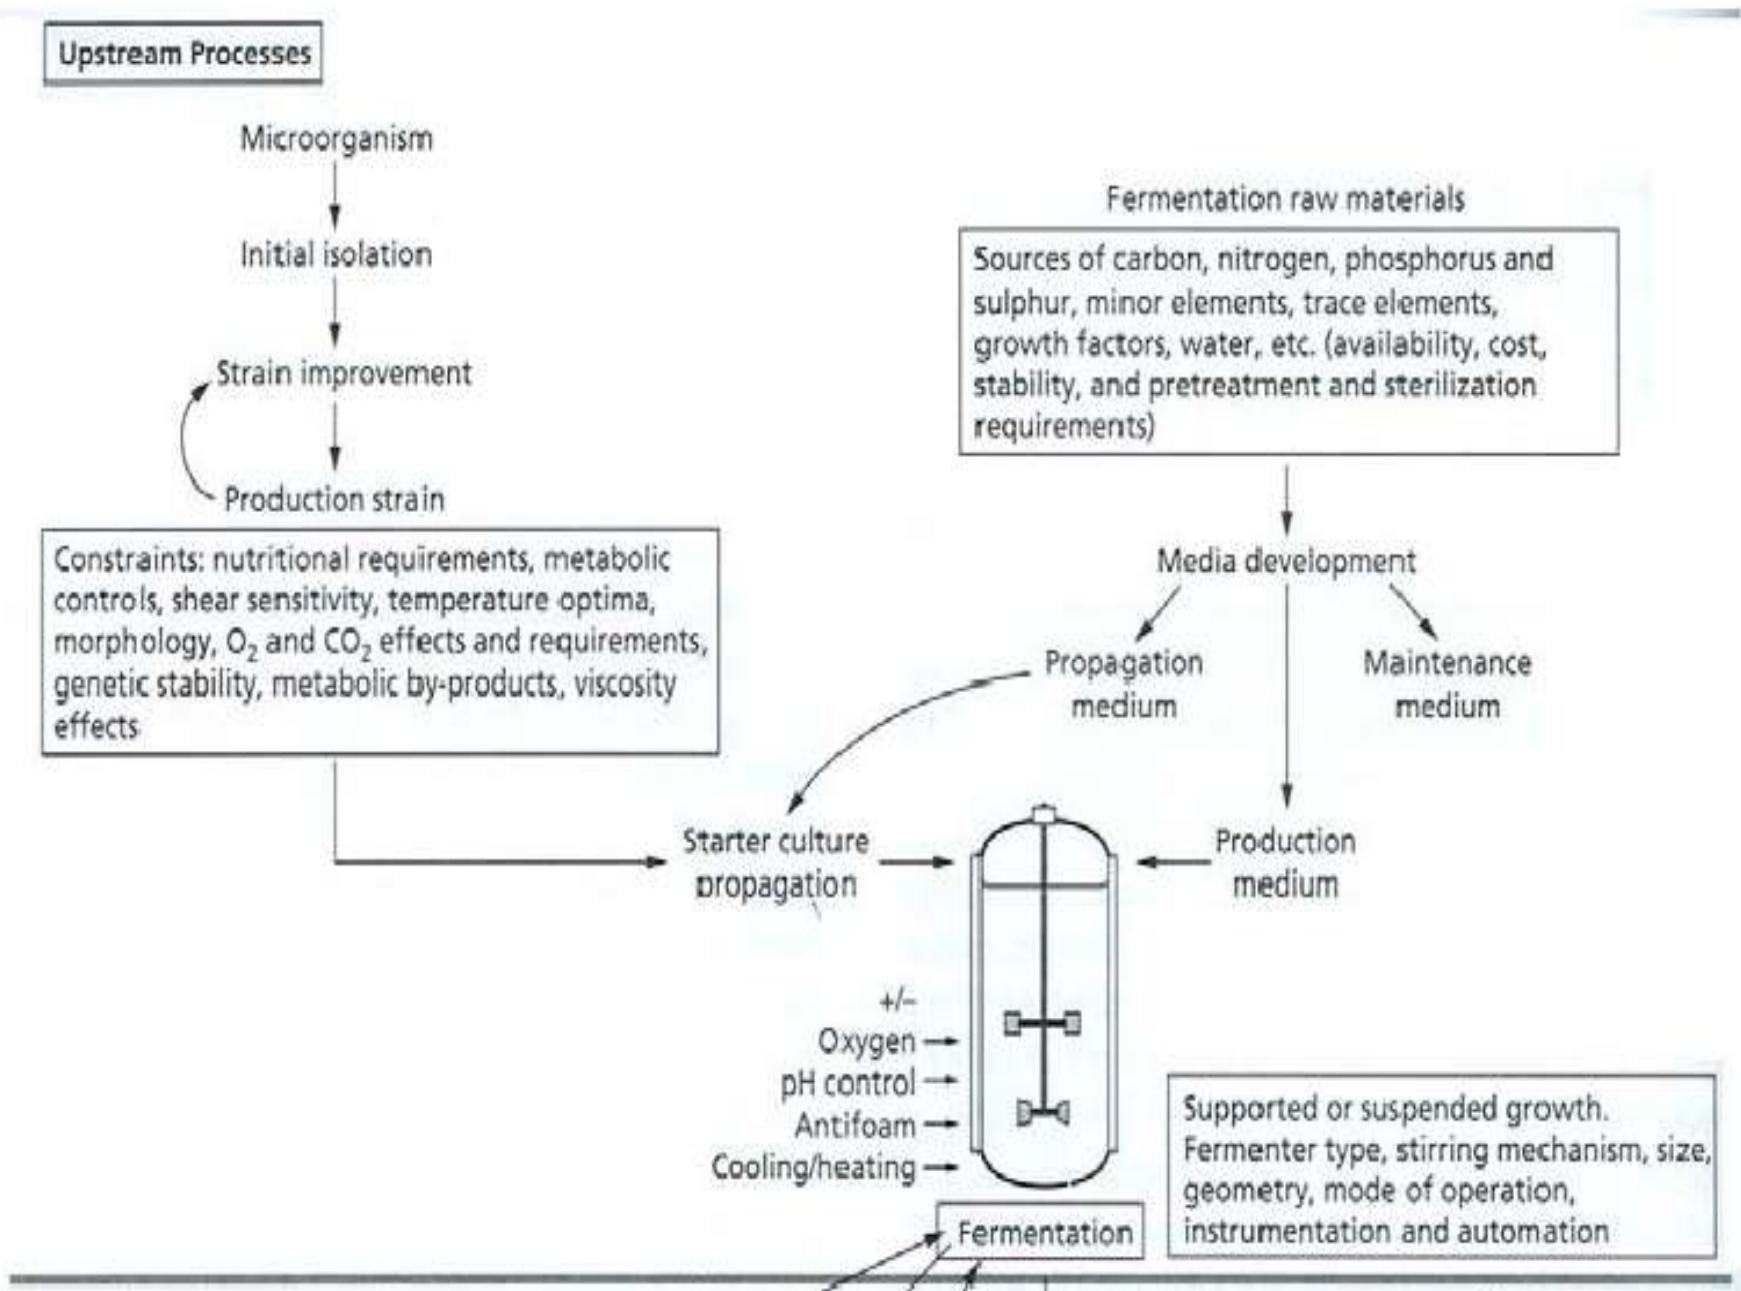 Upstream Processes
Microorganism
Initial isolation
Strain improvement
Production strain
Constraints: nutritional requirements, metabolic
controls, shear sensitivity, temperature optima,
morphology, O₂ and CO₂ effects and requirements,
genetic stability, metabolic by-products, viscosity
effects
Fermentation raw materials
Sources of carbon, nitrogen, phosphorus and
sulphur, minor elements, trace elements,
growth factors, water, etc. (availability, cost,
stability, and pretreatment and sterilization
requirements)
Media development
Propagation
medium
Maintenance
medium
Starter culture
propagation
Production
medium
+/–
Oxygen
pH control
Antifoam
Cooling/heating
Fermentation
Supported or suspended growth.
Fermenter type, stirring mechanism, size,
geometry, mode of operation,
instrumentation and automation